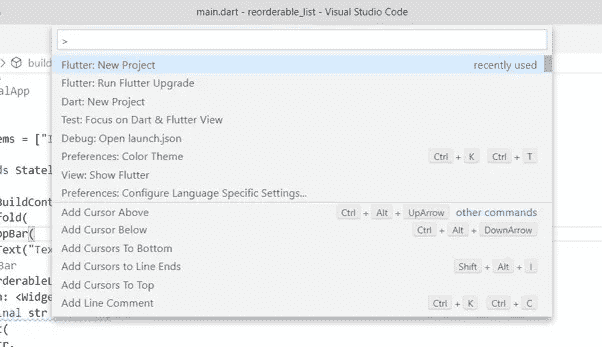 main.dart - reorderable_list - Visual Studio Code
>
build
alApp
Flutter: New Project recently used
Flutter: Run Flutter Upgrade
Dart: New Project
Test: Focus on Dart & Flutter View
Debug: Open launch.json
Preferences: Color Theme Ctrl + K Ctrl + T
View: Show Flutter
Preferences: Configure Language Specific Settings...
Add Cursor Above Ctrl + Alt + UpArrow other commands
Add Cursor Below Ctrl + Alt + DownArrow
Add Cursors To Bottom
Add Cursors to Line Ends Shift + Alt + I
Add Cursors To Top
Add Line Comment Ctrl + K Ctrl + C
ems = ["I
ds Statel
BuildCont
fold(
ppBar(
Text("Tex
Bar
rderableL
n: <Widge
inal str
t(
tr.